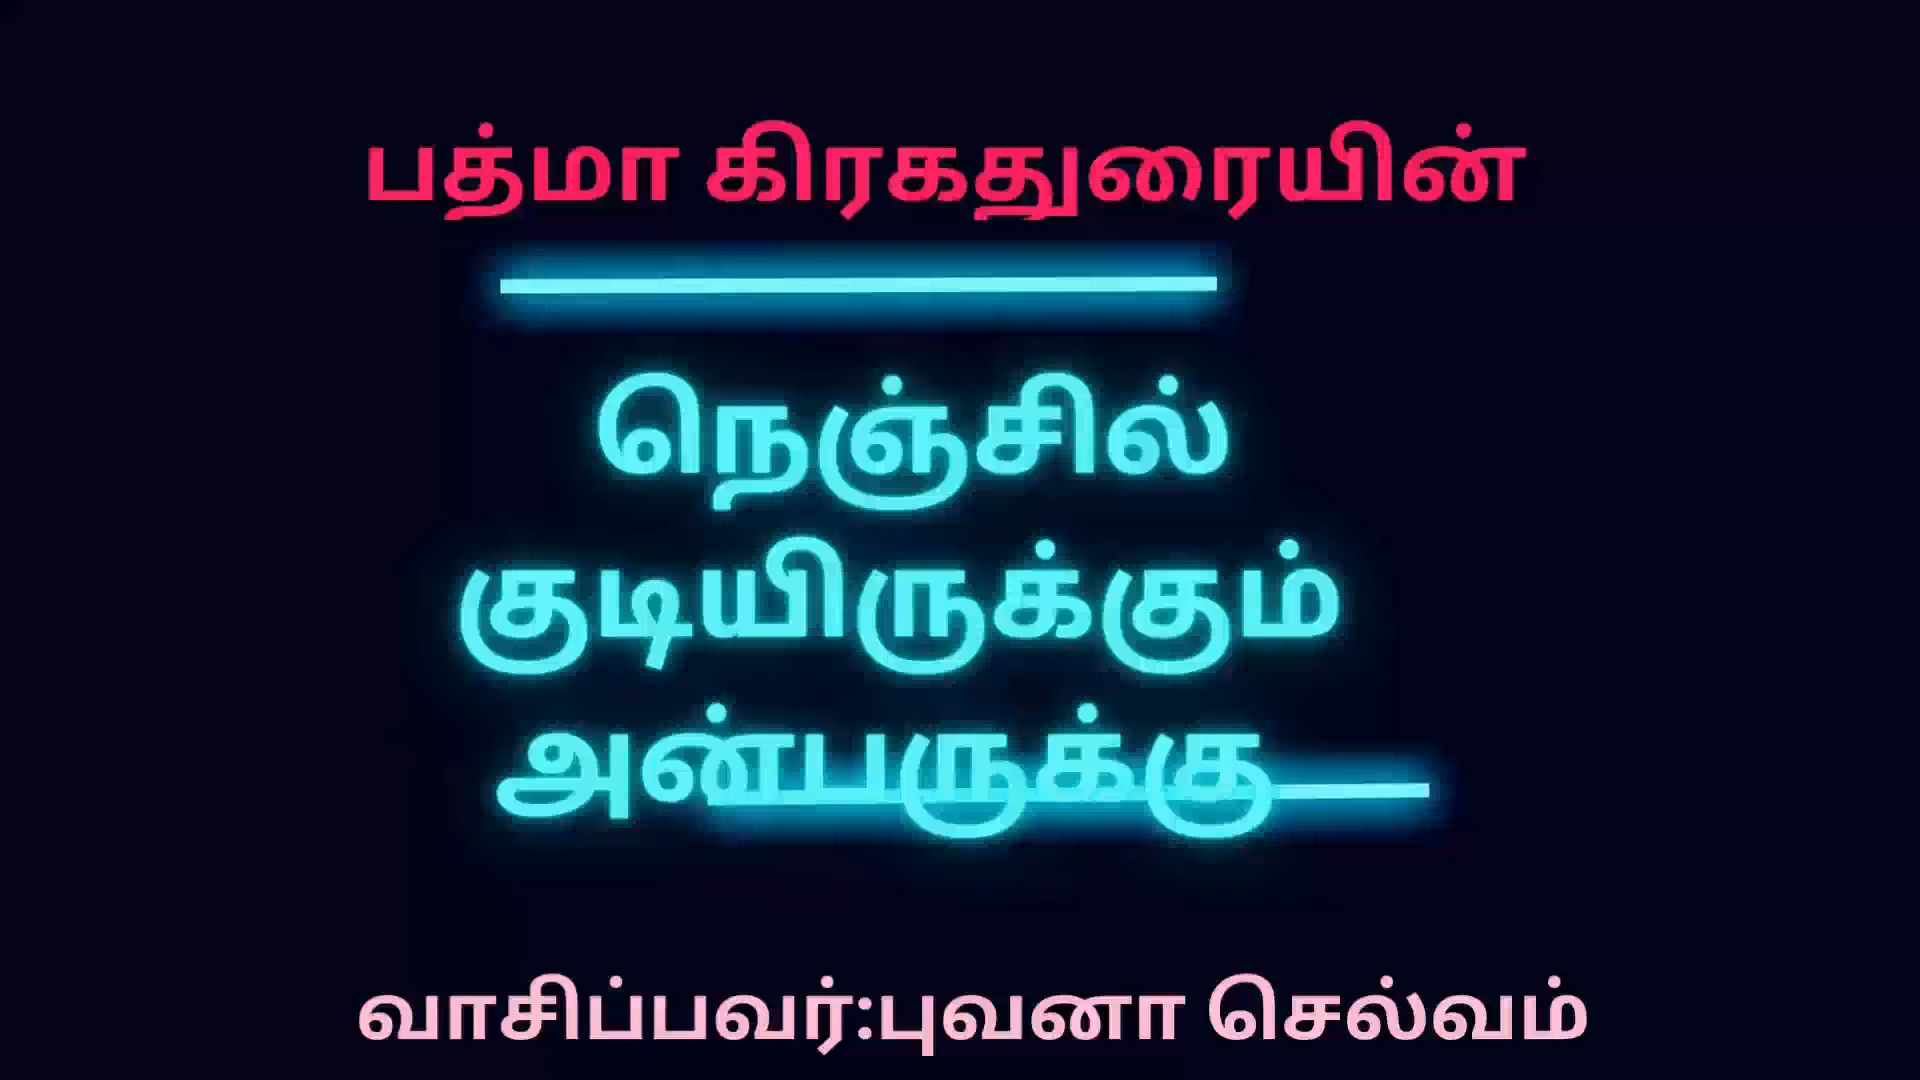 பத்மா கிரகதுரையின்
நெஞ்சில்
குடியிருக்கும்
அன்பருக்கு
வாசிப்பவர்:புவனா செல்வம்